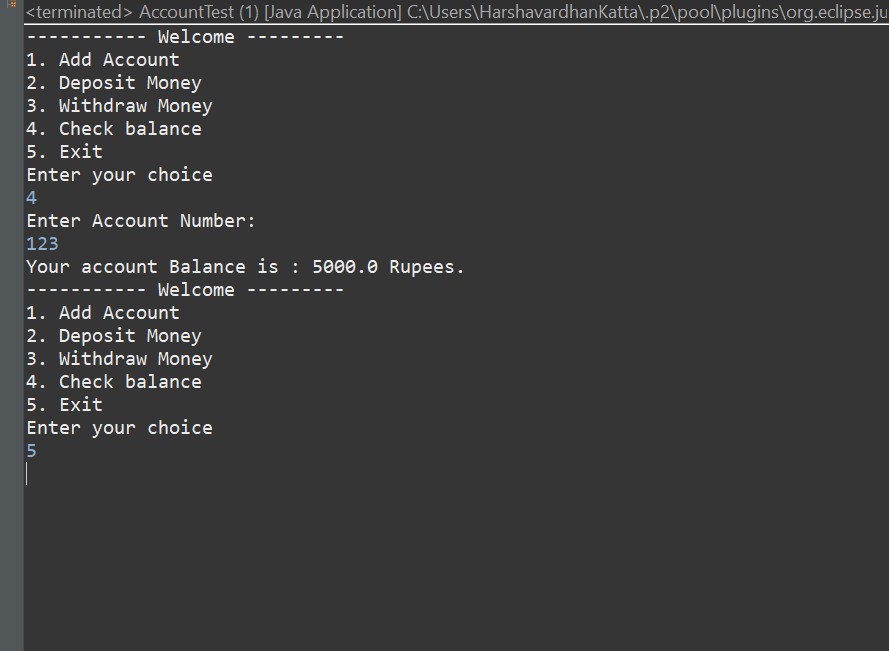 <terminated> AccountTest (1) [Java Application] C:\Users\HarshavardhanKatta\.p2\pool\plugins\org.eclipse.ju
----------- Welcome ---------
1. Add Account
2. Deposit Money
3. Withdraw Money
4. Check balance
5. Exit
Enter your choice
4
Enter Account Number:
123
Your account Balance is : 5000.0 Rupees.
----------- Welcome ---------
1. Add Account
2. Deposit Money
3. Withdraw Money
4. Check balance
5. Exit
Enter your choice
5